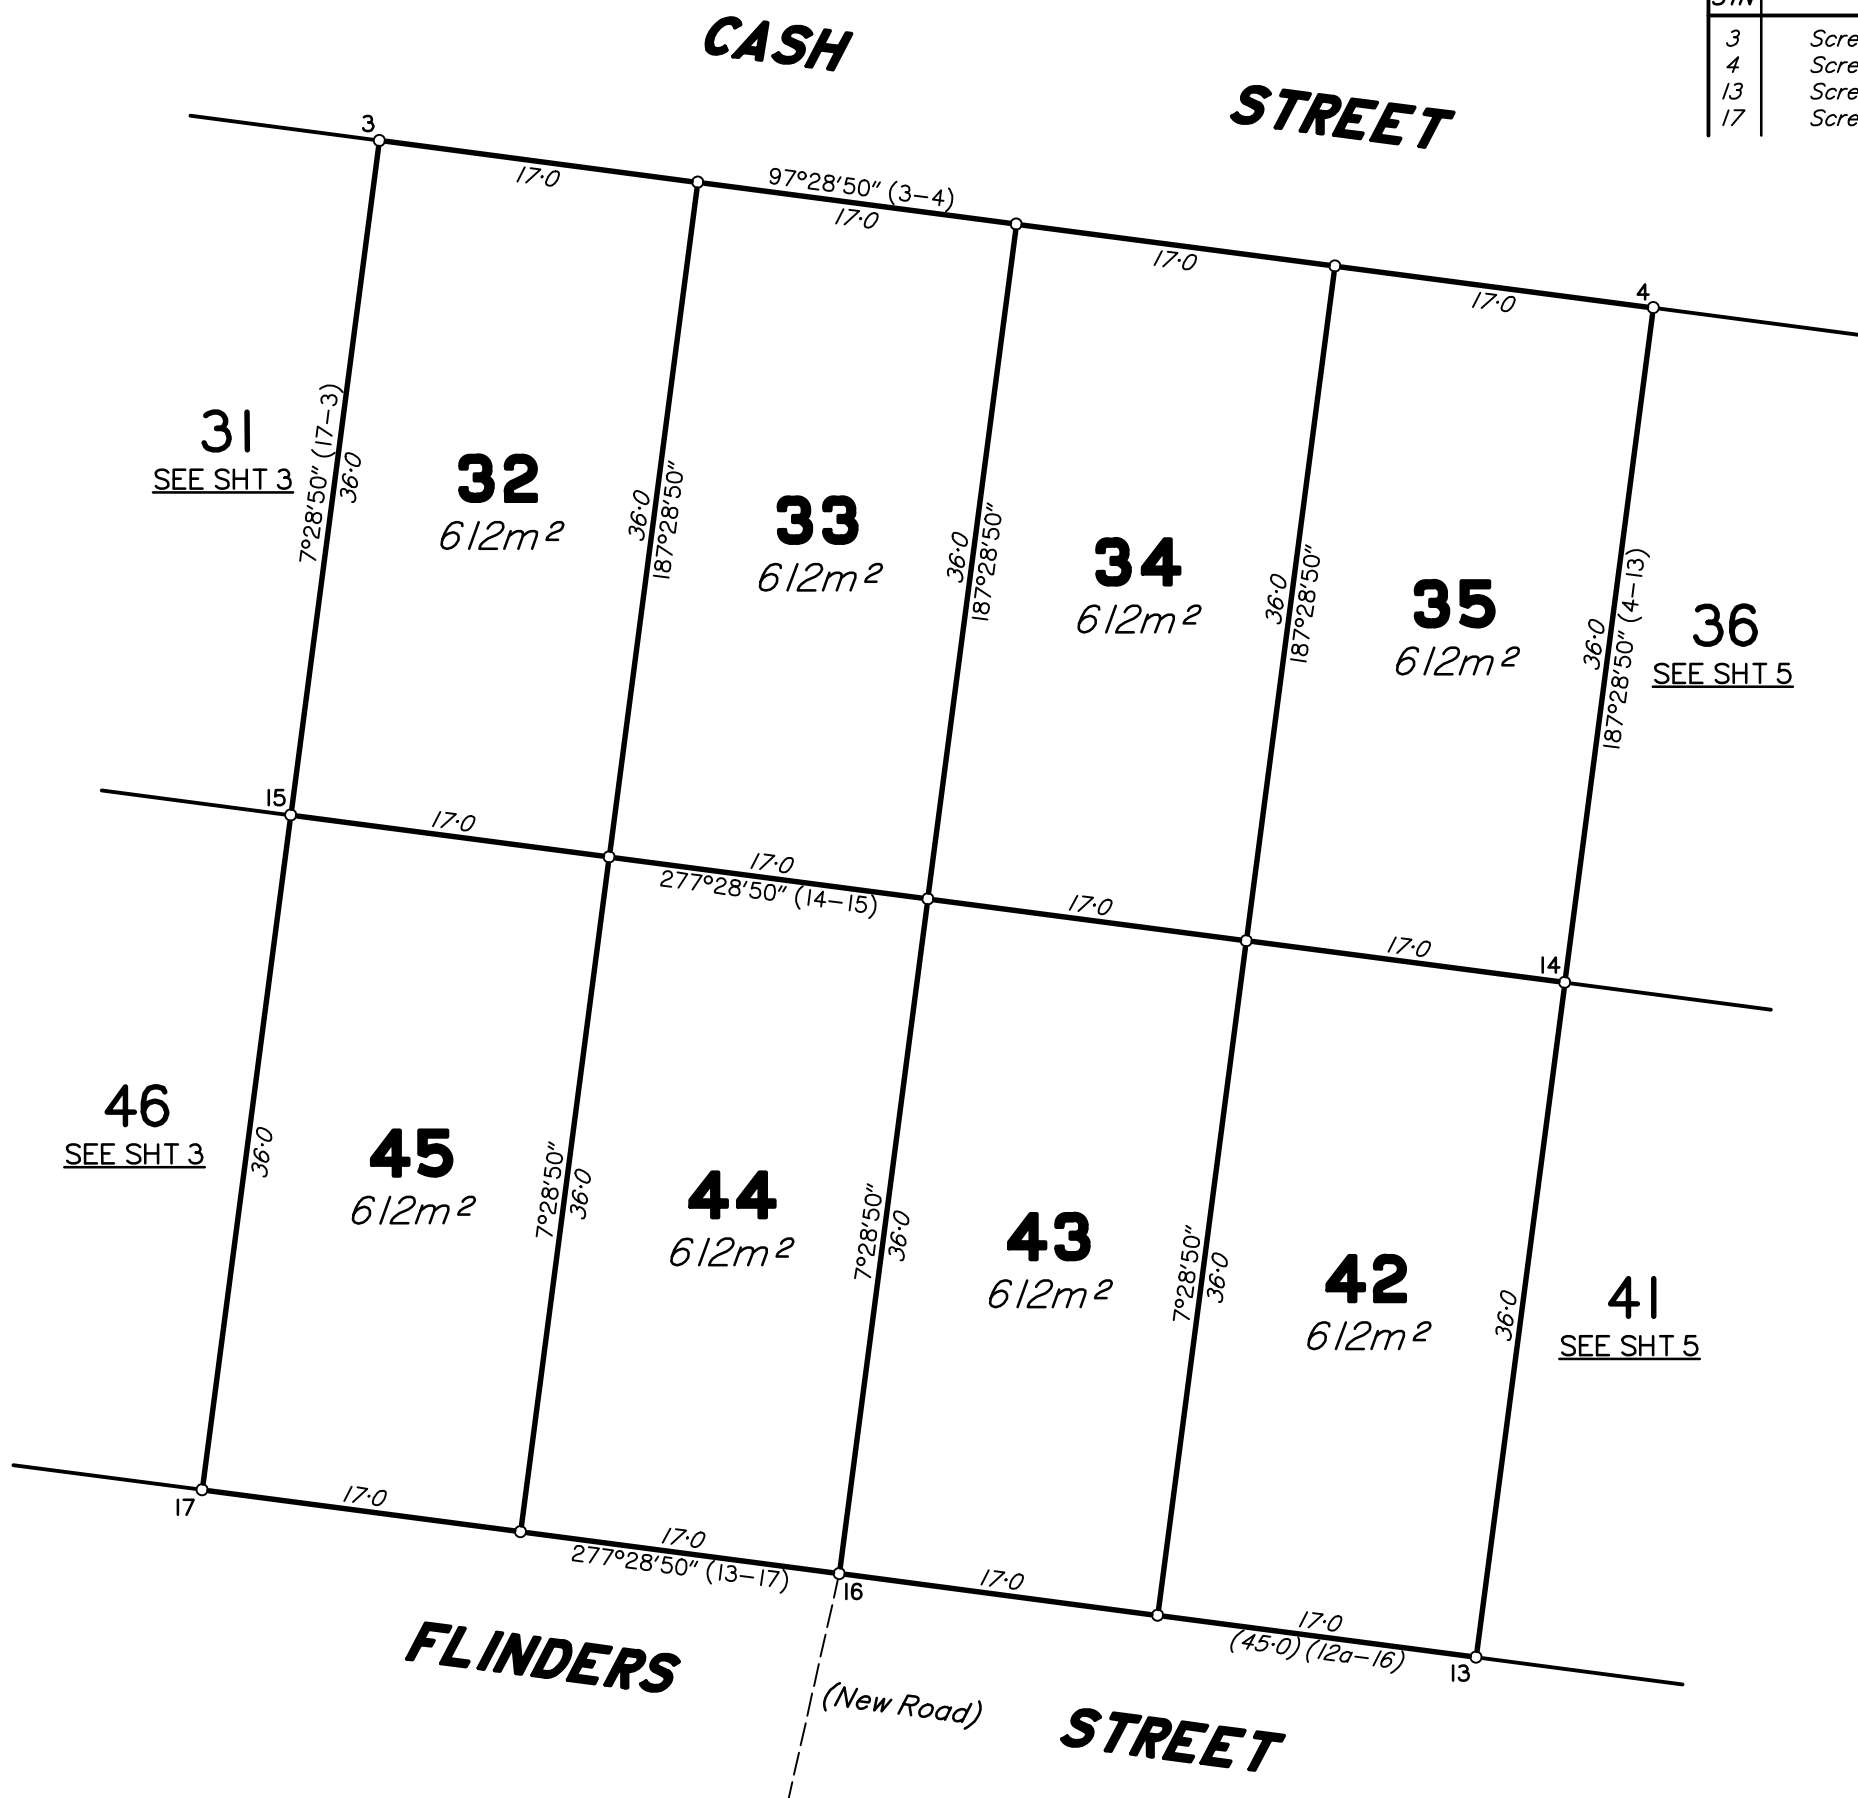 STN
3 Scre
4 Scre
13 Scre
17 Scre
CASH
STREET
3
17·0
97°28'50" (3–4)
17·0
17·0
17·0
4
31
SEE SHT 3
7°28'50" (17–3)
36·0
32
612m²
36·0
187°28'50"
33
612m²
36·0
187°28'50"
34
612m²
36·0
187°28'50"
35
612m²
36·0
187°28'50" (4–13)
36
SEE SHT 5
15
17·0
17·0
277°28'50" (14–15)
17·0
17·0
14
46
SEE SHT 3
36·0
45
612m²
7°28'50"
36·0
44
612m²
7°28'50"
36·0
43
612m²
7°28'50"
36·0
42
612m²
36·0
41
SEE SHT 5
17
17·0
17·0
277°28'50" (13–17)
16
17·0
17·0
(45·0) (12a–16)
13
FLINDERS
(New Road)
STREET